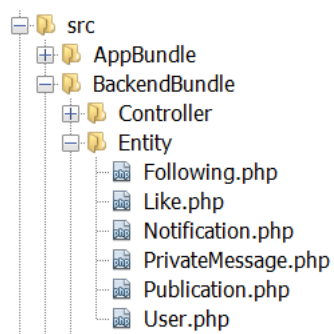 src
AppBundle
BackendBundle
Controller
Entity
Following.php
Like.php
Notification.php
PrivateMessage.php
Publication.php
User.php